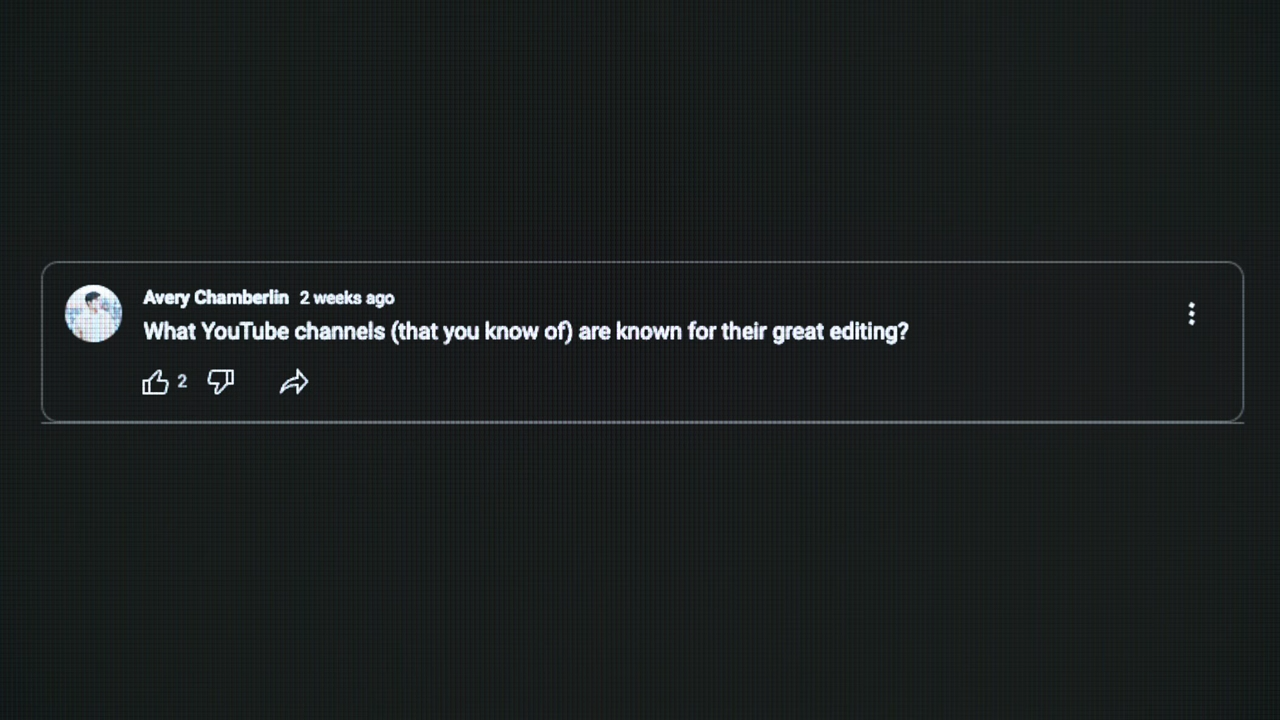 Avery Chamberlin 2 weeks ago
What YouTube channels (that you know of) are known for their great editing?
2